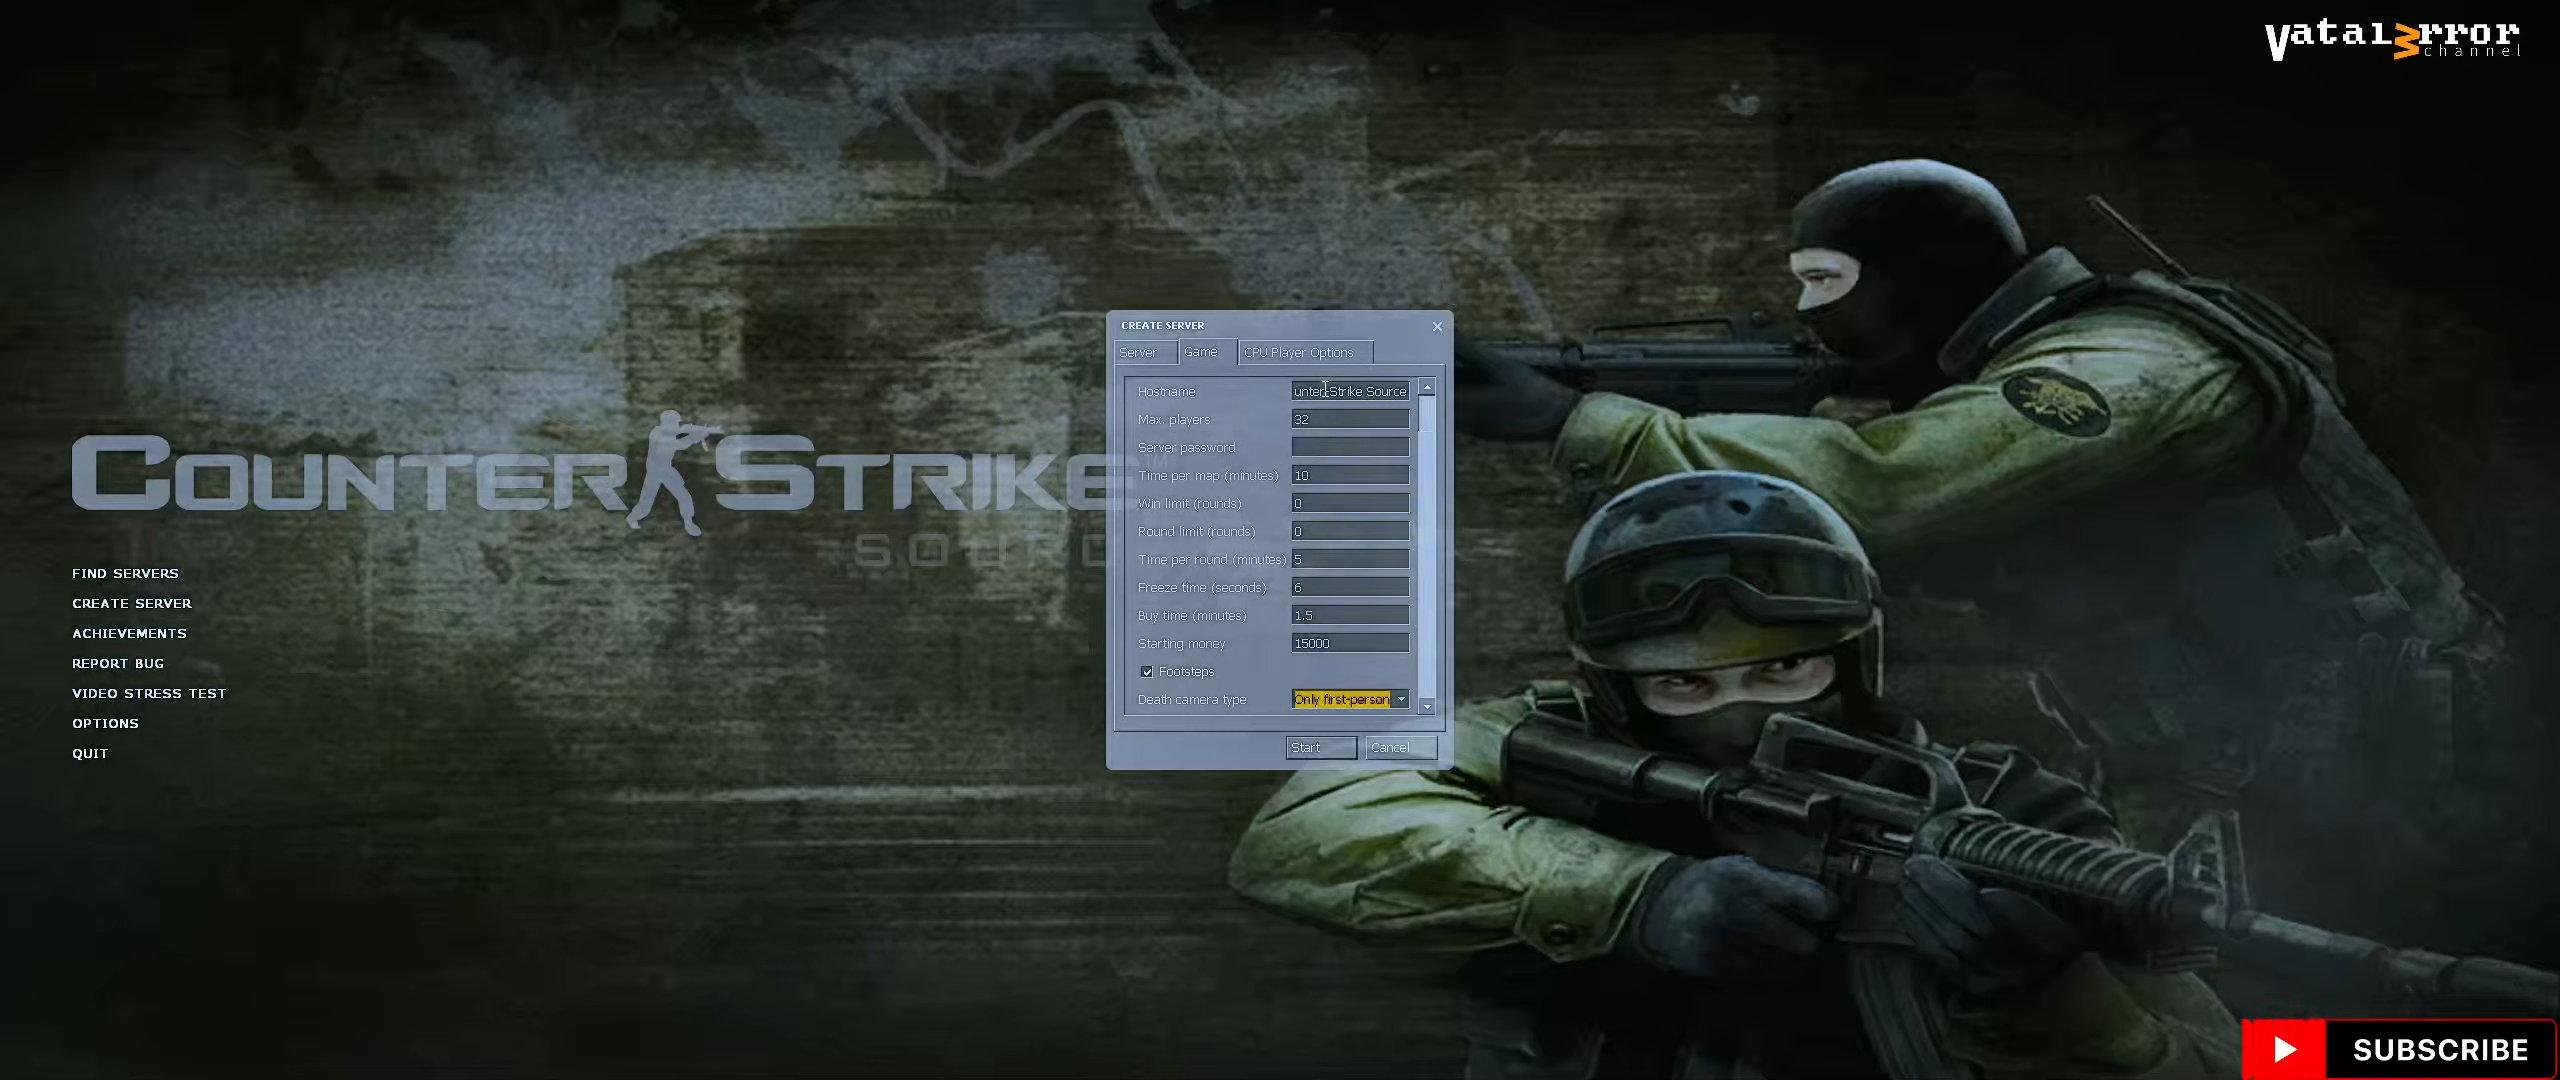 Vatalerror
channel
CREATE SERVER
Server
Game
CPU Player Options
Hostname
unter-Strike Source
Max. players
32
Server password
Time per map (minutes)
10
Win limit (rounds)
0
Round limit (rounds)
0
Time per round (minutes)
5
Freeze time (seconds)
6
Buy time (minutes)
1.5
Starting money
15000
Footsteps
Death camera type
Only first-person
Start
Cancel
COUNTER STRIKE
SOURC
FIND SERVERS
CREATE SERVER
ACHIEVEMENTS
REPORT BUG
VIDEO STRESS TEST
OPTIONS
QUIT
SUBSCRIBE